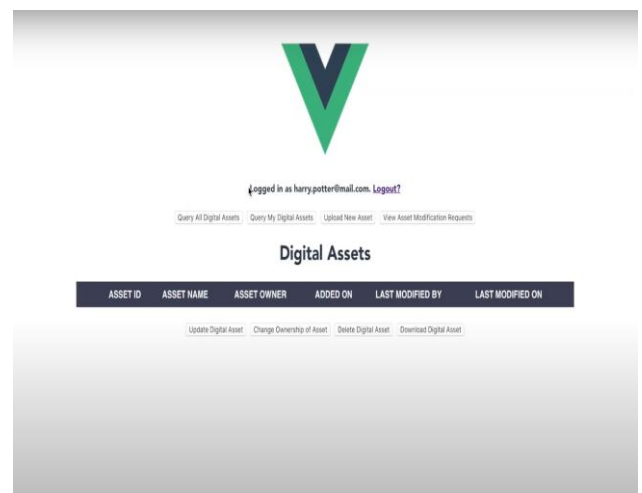 Logged in as harry.potter@mail.com. Logout?
Query All Digital Assets Query My Digital Assets Upload New Asset View Asset Modification Requests
Digital Assets
ASSET ID ASSET NAME ASSET OWNER ADDED ON LAST MODIFIED BY LAST MODIFIED ON
Update Digital Asset Change Ownership of Asset Delete Digital Asset Download Digital Asset